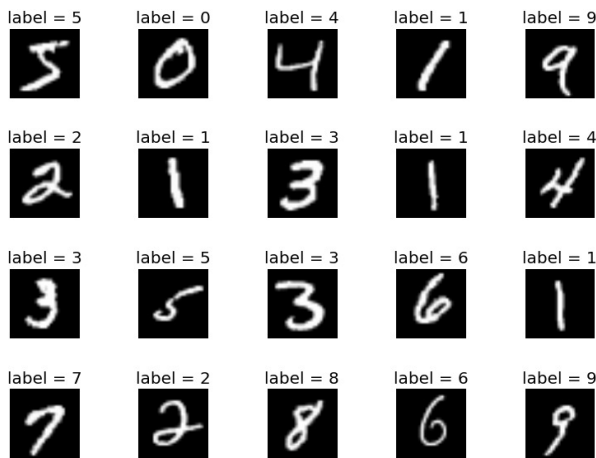 label = 5 label = 0 label = 4 label = 1 label = 9
5 0 4 1 9
label = 2 label = 1 label = 3 label = 1 label = 4
2 1 3 1 4
label = 3 label = 5 label = 3 label = 6 label = 1
3 5 3 6 1
label = 7 label = 2 label = 8 label = 6 label = 9
7 2 8 6 9